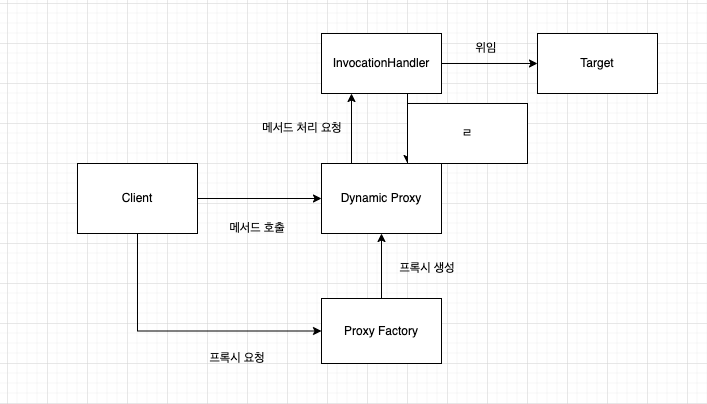 위임
InvocationHandler
Target
메서드 처리 요청
ㄹ
Client
Dynamic Proxy
메서드 호출
프록시 생성
Proxy Factory
프록시 요청